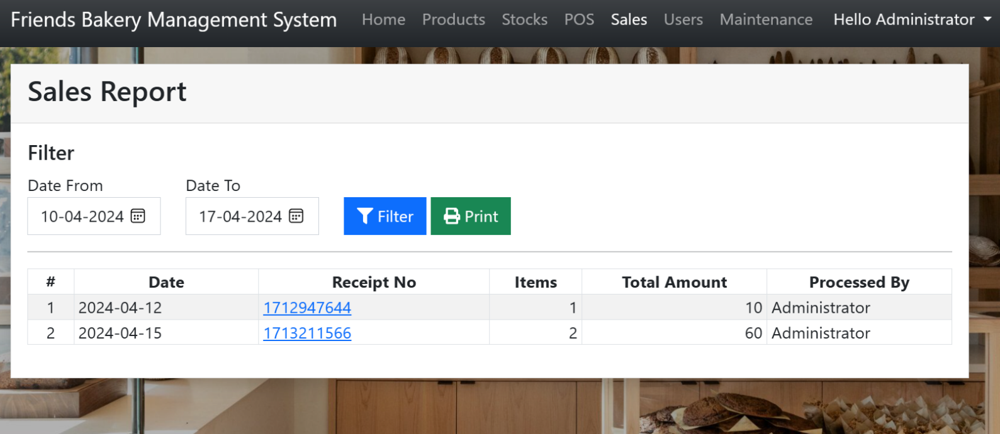 Friends Bakery Management System Home Products Stocks POS Sales Users Maintenance Hello Administrator
Sales Report
Filter
Date From Date To
10-04-2024 17-04-2024 Filter Print
# Date Receipt No Items Total Amount Processed By
1 2024-04-12 1712947644 1 10 Administrator
2 2024-04-15 1713211566 2 60 Administrator